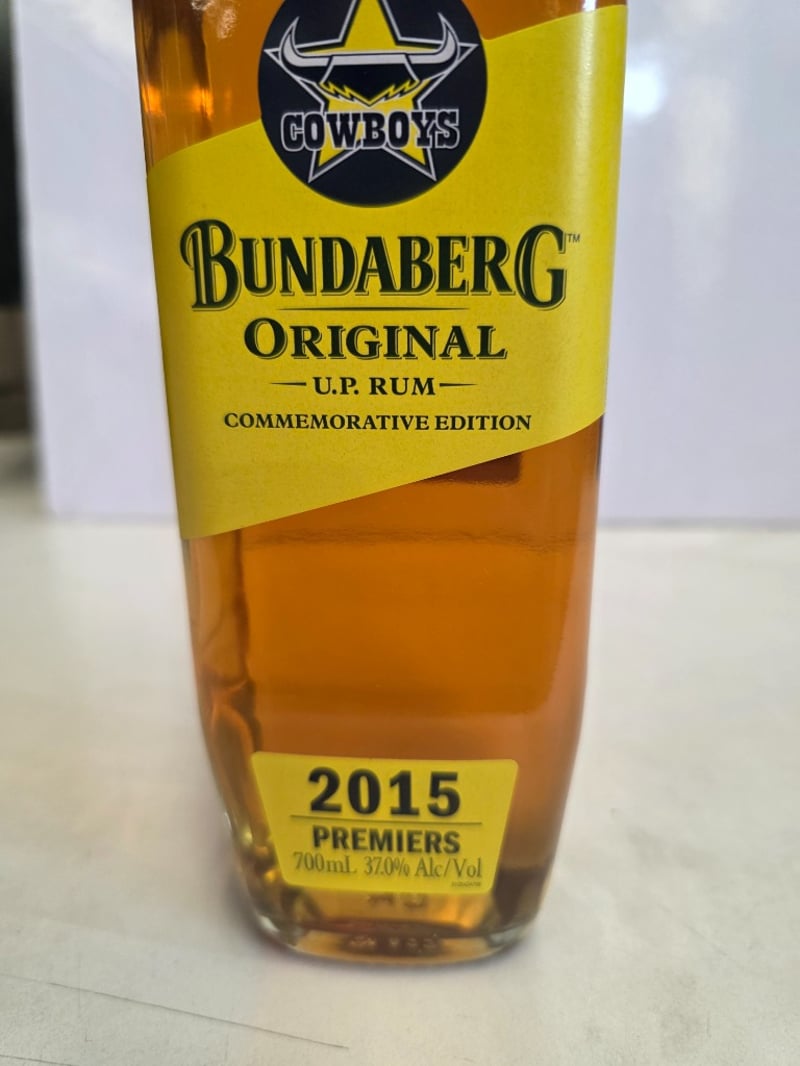 COWBOYS
BUNDABERG™
ORIGINAL
U.P. RUM
COMMEMORATIVE EDITION
2015
PREMIERS
700mL 37.0% Alc/Vol